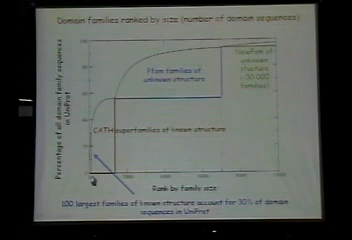 Domain families ranked by size (number of domain sequences)
Percentage of all domain family sequences
in UniProt
Pfam families of
unknown structure
NewFam of
unknown
structure
families)
CATH superfamilies of known structure
Rank by family size
100 largest families of known structure account for 30% of domain
sequences in UniProt